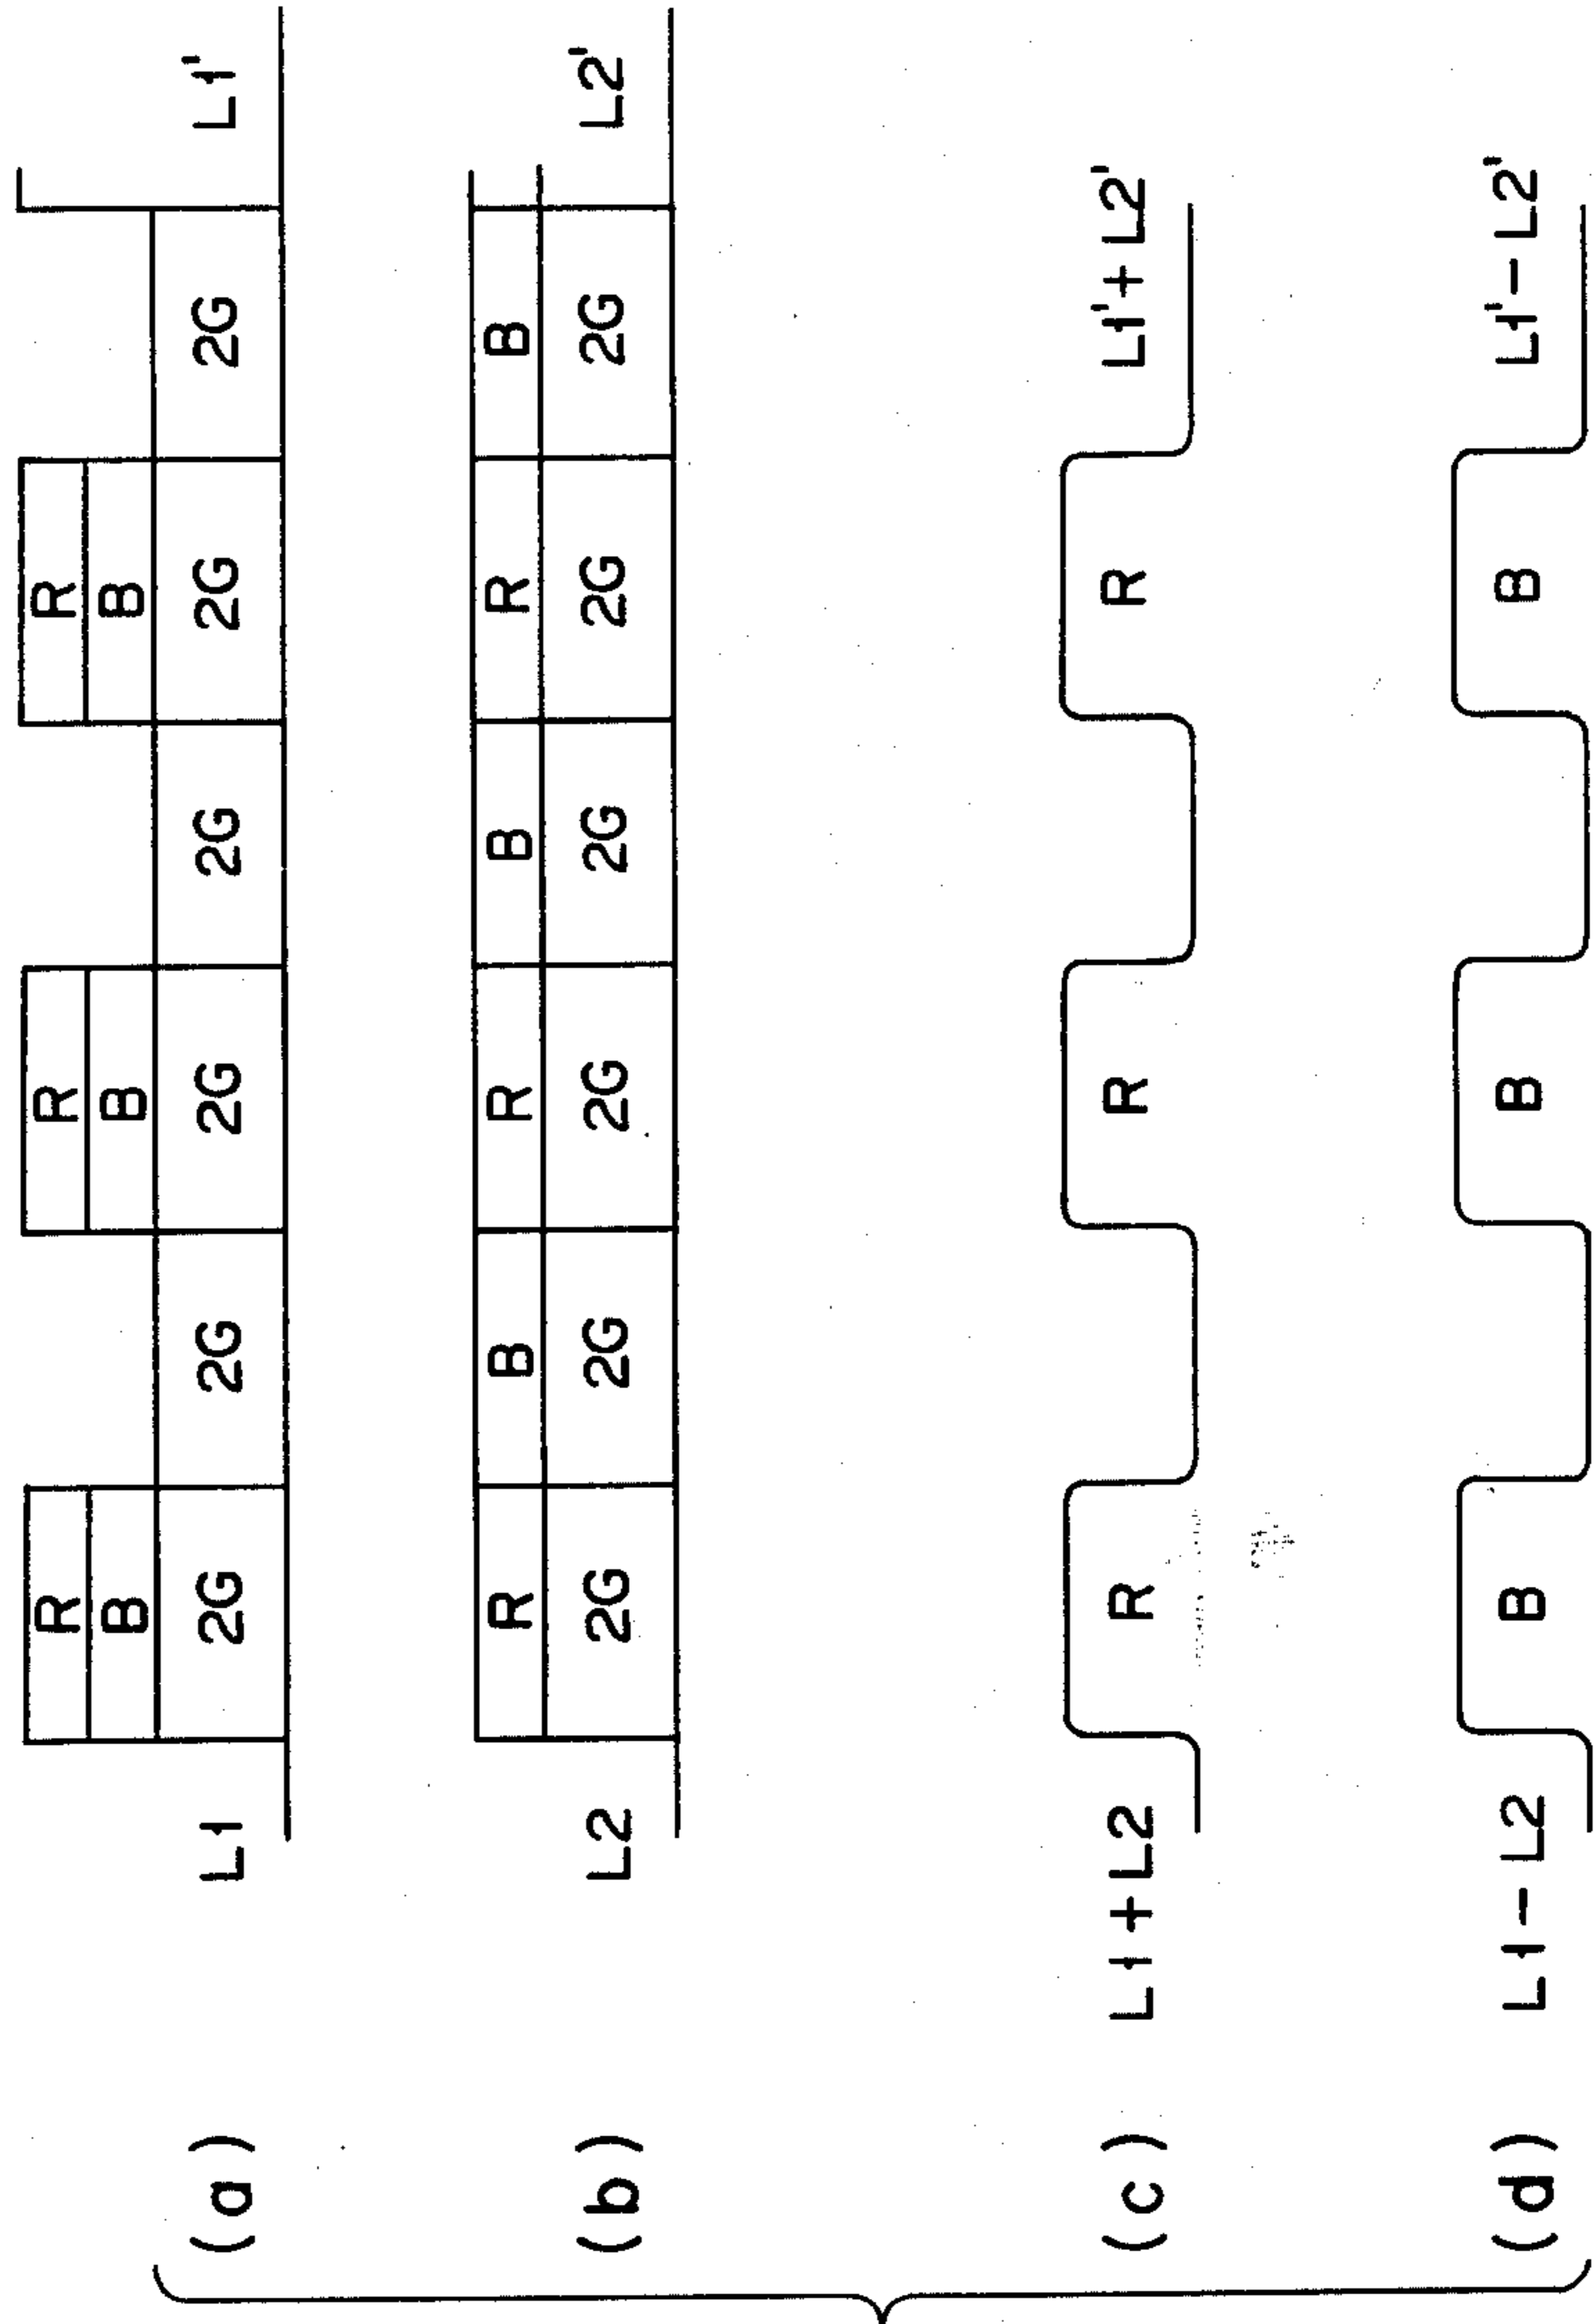 R R R
B B B
(a) L1 2G 2G 2G 2G 2G 2G L1'
R B R B R B
(b) L2 2G 2G 2G 2G 2G 2G L2'
(c) L1+L2 R R R L1'+L2'
(d) L1-L2 B B B L1'-L2'